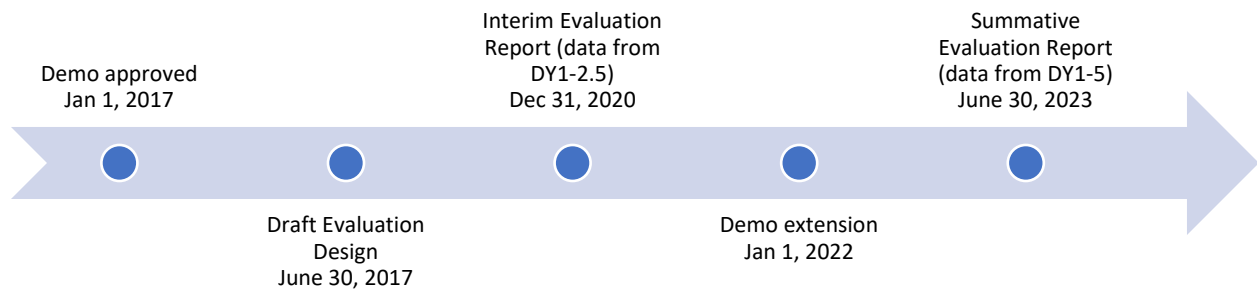 Demo approved
Jan 1, 2017
Draft Evaluation
Design
June 30, 2017
Interim Evaluation
Report (data from
DY1-2.5)
Dec 31, 2020
Demo extension
Jan 1, 2022
Summative
Evaluation Report
(data from DY1-5)
June 30, 2023